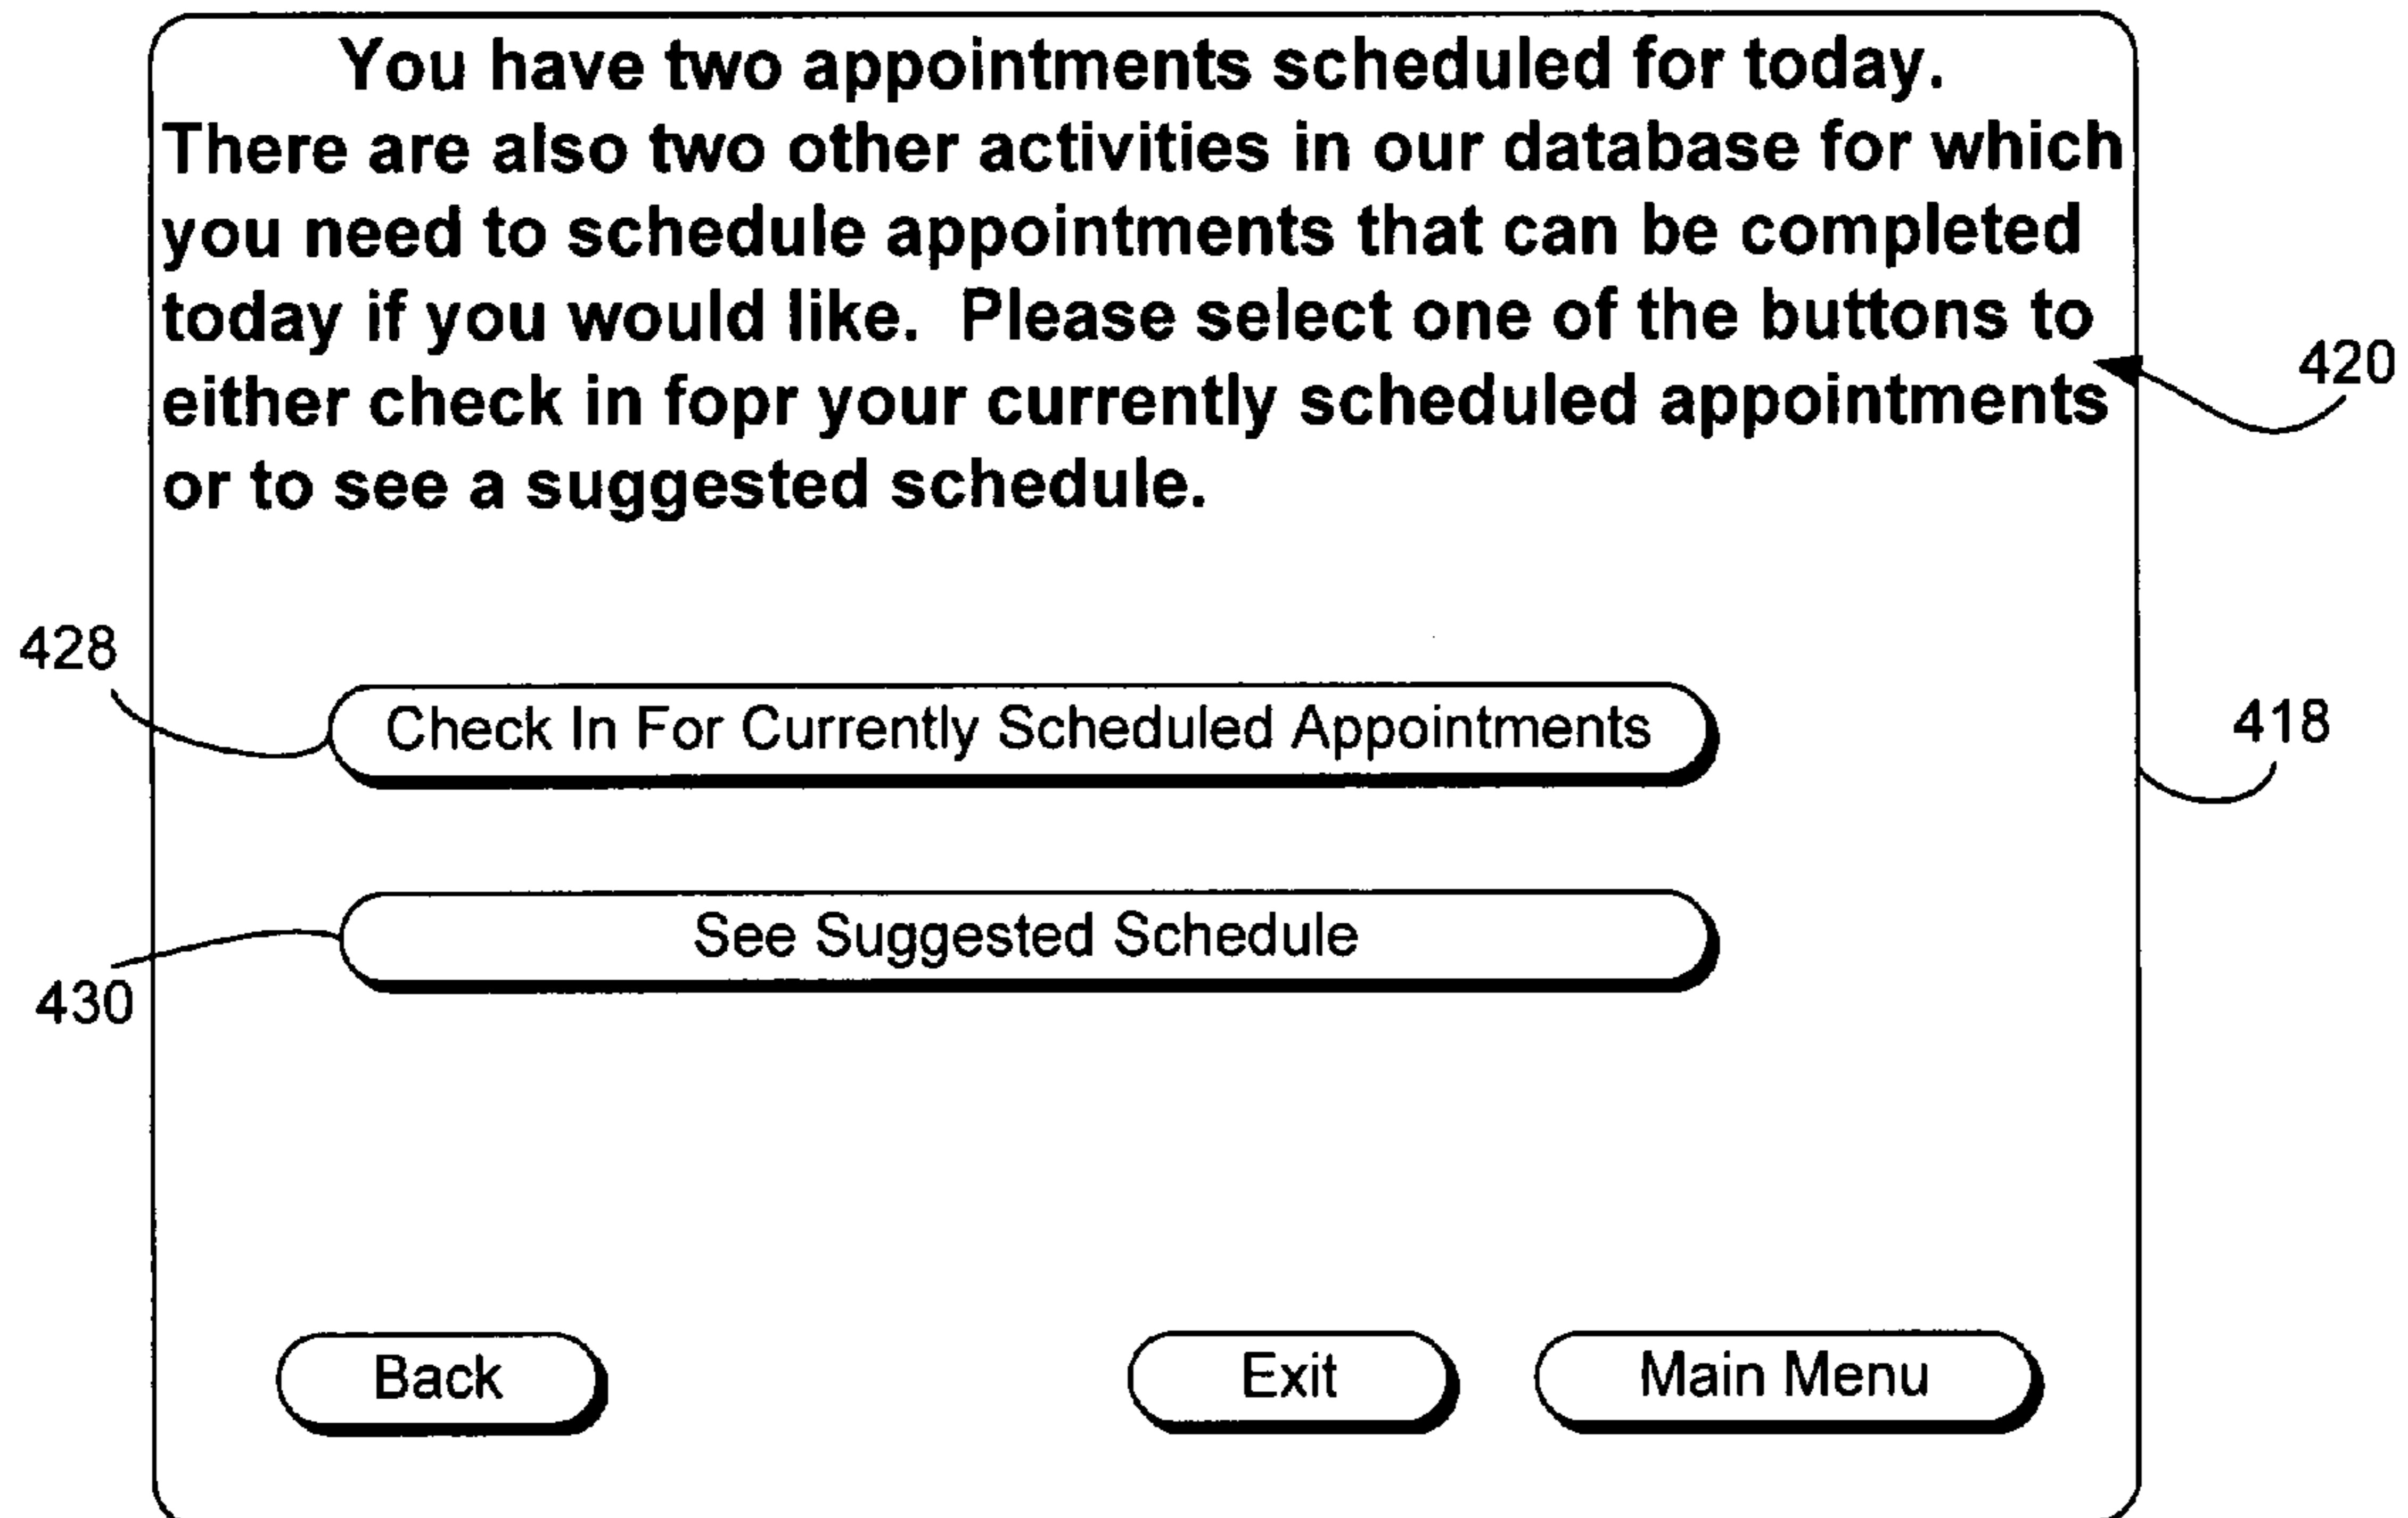 You have two appointments scheduled for today.
There are also two other activities in our database for which
you need to schedule appointments that can be completed
today if you would like. Please select one of the buttons to
either check in fopr your currently scheduled appointments
or to see a suggested schedule.
420
428
Check In For Currently Scheduled Appointments
418
See Suggested Schedule
430
Back
Exit
Main Menu